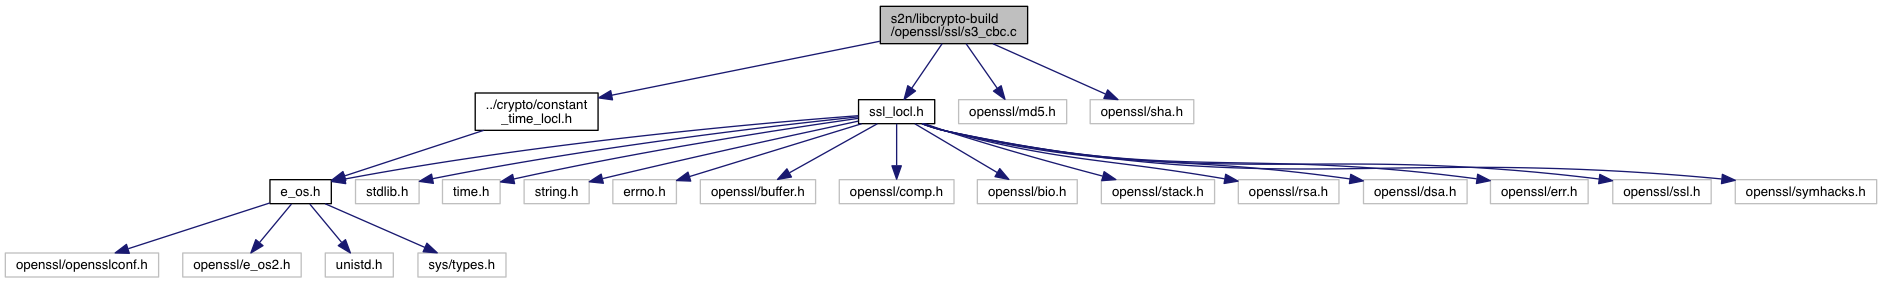 s2n/libcrypto-build
/openssl/ssl/s3_cbc.c
../crypto/constant
_time_locl.h
ssl_locl.h
openssl/md5.h
openssl/sha.h
e_os.h
stdlib.h
time.h
string.h
errno.h
openssl/buffer.h
openssl/comp.h
openssl/bio.h
openssl/stack.h
openssl/rsa.h
openssl/dsa.h
openssl/err.h
openssl/ssl.h
openssl/symhacks.h
openssl/opensslconf.h
openssl/e_os2.h
unistd.h
sys/types.h